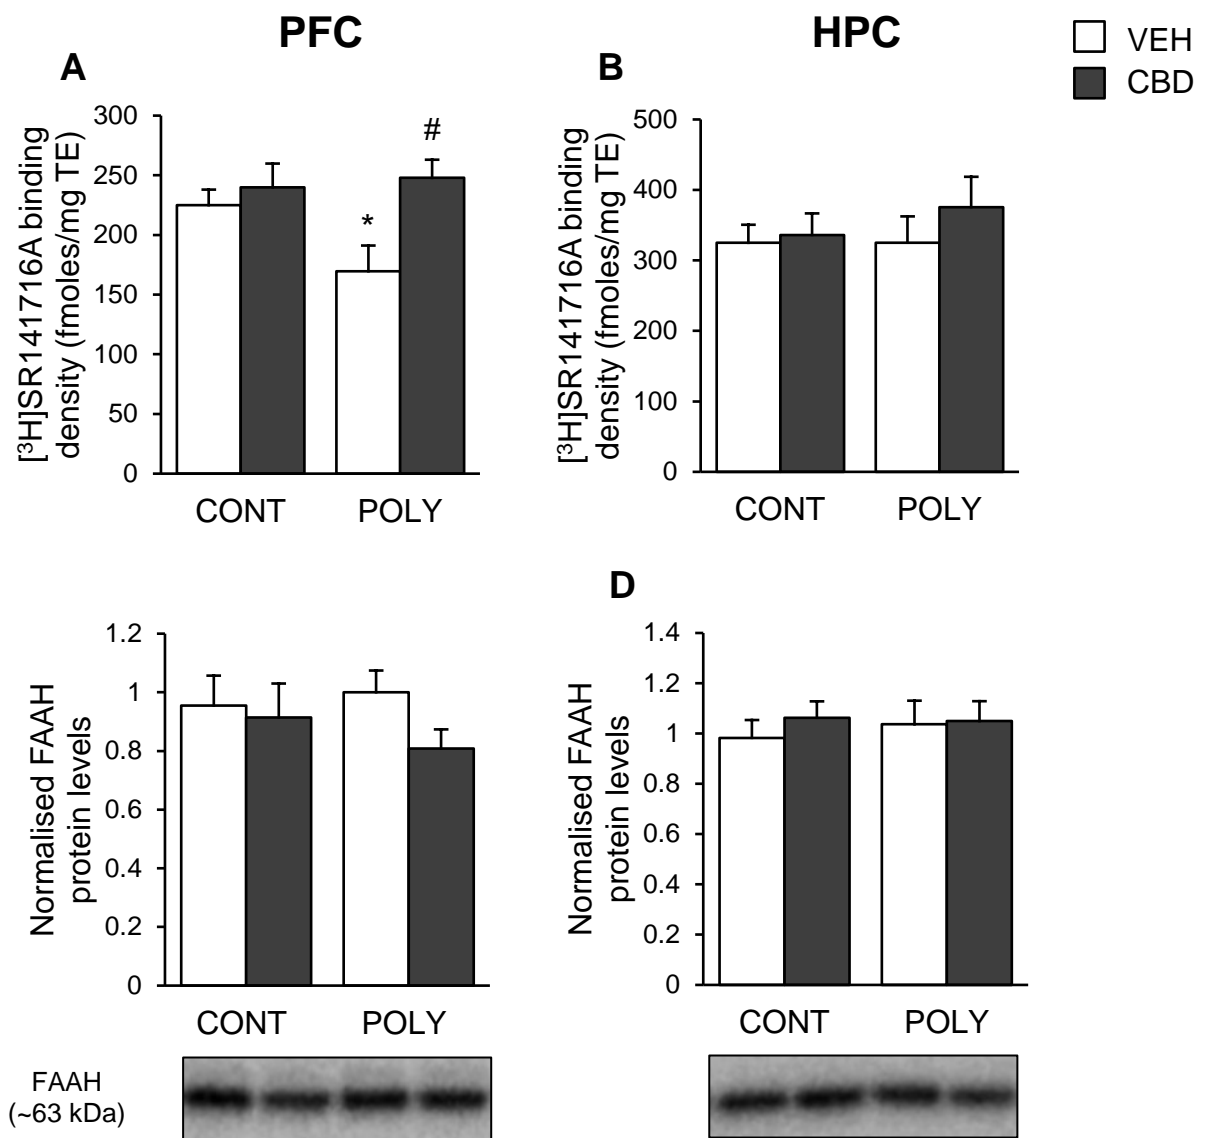 PFC
HPC
VEH
CBD
A
[³H]SR141716A binding
density (fmoles/mg TE)
300
250
200
150
100
50
0
*
#
CONT POLY
B
[³H]SR141716A binding
density (fmoles/mg TE)
500
400
300
200
100
0
CONT POLY
Normalised FAAH
protein levels
1.2
1
0.8
0.6
0.4
0.2
0
CONT POLY
D
Normalised FAAH
protein levels
1.4
1.2
1
0.8
0.6
0.4
0.2
0
CONT POLY
FAAH
(~63 kDa)